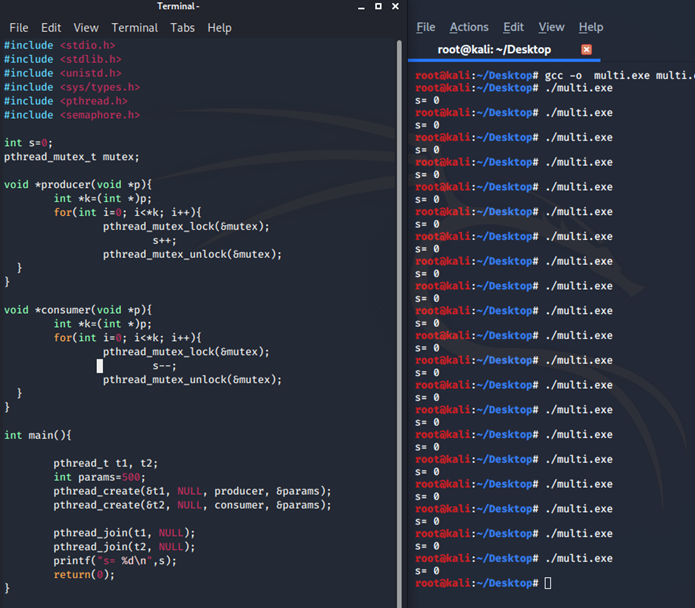 Terminal -
File Edit View Terminal Tabs Help
#include <stdio.h>
#include <stdlib.h>
#include <unistd.h>
#include <sys/types.h>
#include <pthread.h>
#include <semaphore.h>
int s=0;
pthread_mutex_t mutex;
void *producer(void *p){
int *k=(int *)p;
for(int i=0; i<*k; i++){
pthread_mutex_lock(&mutex);
s++;
pthread_mutex_unlock(&mutex);
}
}
void *consumer(void *p){
int *k=(int *)p;
for(int i=0; i<*k; i++){
pthread_mutex_lock(&mutex);
s--;
pthread_mutex_unlock(&mutex);
}
}
int main(){
pthread_t t1, t2;
int params=500;
pthread_create(&t1, NULL, producer, &params);
pthread_create(&t2, NULL, consumer, &params);
pthread_join(t1, NULL);
pthread_join(t2, NULL);
printf("s= %d\n",s);
return(0);
}
File Actions Edit View Help
root@kali: ~/Desktop
root@kali:~/Desktop# gcc -o multi.exe multi.
root@kali:~/Desktop# ./multi.exe
s= 0
root@kali:~/Desktop# ./multi.exe
s= 0
root@kali:~/Desktop# ./multi.exe
s= 0
root@kali:~/Desktop# ./multi.exe
s= 0
root@kali:~/Desktop# ./multi.exe
s= 0
root@kali:~/Desktop# ./multi.exe
s= 0
root@kali:~/Desktop# ./multi.exe
s= 0
root@kali:~/Desktop# ./multi.exe
s= 0
root@kali:~/Desktop# ./multi.exe
s= 0
root@kali:~/Desktop# ./multi.exe
s= 0
root@kali:~/Desktop# ./multi.exe
s= 0
root@kali:~/Desktop# ./multi.exe
s= 0
root@kali:~/Desktop# ./multi.exe
s= 0
root@kali:~/Desktop# ./multi.exe
s= 0
root@kali:~/Desktop# ./multi.exe
s= 0
root@kali:~/Desktop# ./multi.exe
s= 0
root@kali:~/Desktop# ./multi.exe
s= 0
root@kali:~/Desktop# ./multi.exe
s= 0
root@kali:~/Desktop# ./multi.exe
s= 0
root@kali:~/Desktop# ./multi.exe
s= 0
root@kali:~/Desktop#